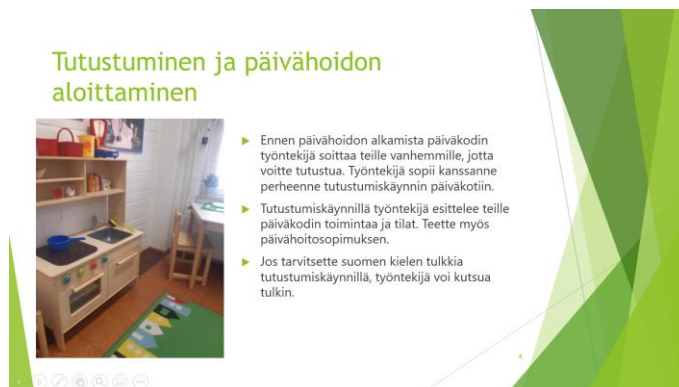 Tutustuminen ja päivähoidon
aloittaminen
Ennen päivähoidon alkamista päiväkodin
työntekijä soittaa teille vanhemmille, jotta
voitte tutustua. Työntekijä sopii kanssanne
perheenne tutustumiskäynnin päiväkotiin.
Tutustumiskäynnillä työntekijä esittelee teille
päiväkodin toimintaa ja tilat. Teette myös
päivähoitosopimuksen.
Jos tarvitsette suomen kielen tulkkia
tutustumiskäynnillä, työntekijä voi kutsua
tulkin.